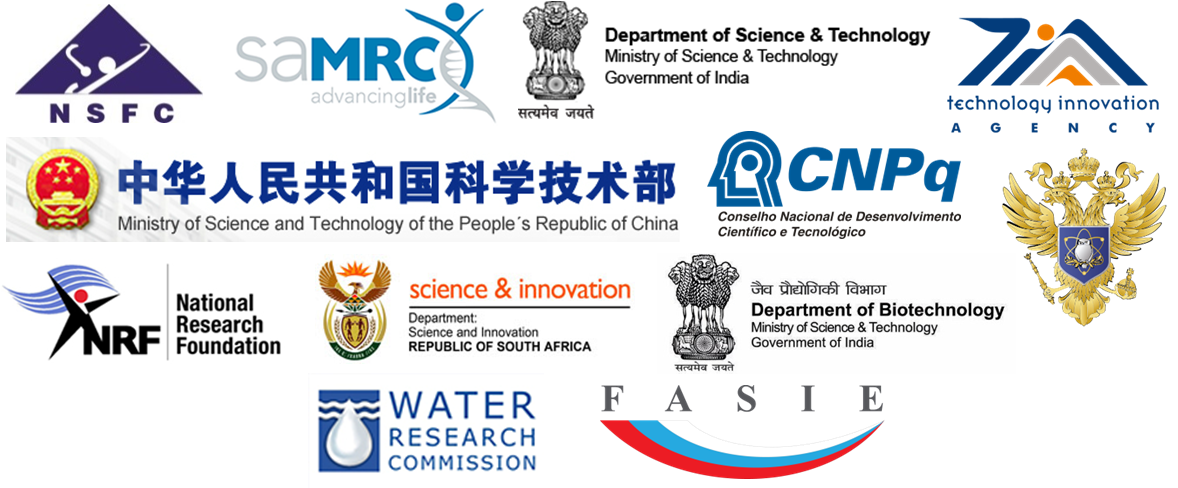 NSFC
saMRC
advancinglife
सत्यमेव जयते
Department of Science & Technology
Ministry of Science & Technology
Government of India
technology innovation
AGENCY
中华人民共和国科学技术部
Ministry of Science and Technology of the People´s Republic of China
CNPq
Conselho Nacional de Desenvolvimento
Científico e Tecnológico
NRF
National
Research
Foundation
science & innovation
Department:
Science and Innovation
REPUBLIC OF SOUTH AFRICA
सत्यमेव जयते
जैव प्रौद्योगिकी विभाग
Department of Biotechnology
Ministry of Science & Technology
Government of India
WATER
RESEARCH
COMMISSION
FASIE